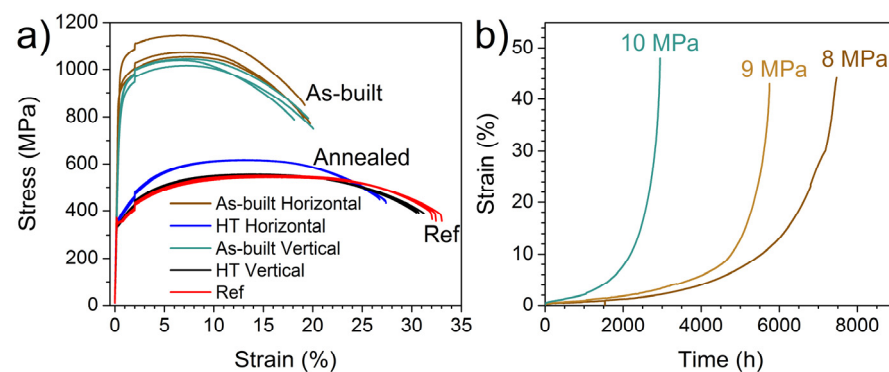 a)
1200
1000
800
600
400
200
0
Stress (MPa)
As-built
Annealed
Ref
As-built Horizontal
HT Horizontal
As-built Vertical
HT Vertical
Ref
0 5 10 15 20 25 30 35
Strain (%)
b)
50
40
30
20
10
0
Strain (%)
10 MPa
9 MPa
8 MPa
0 2000 4000 6000 8000
Time (h)